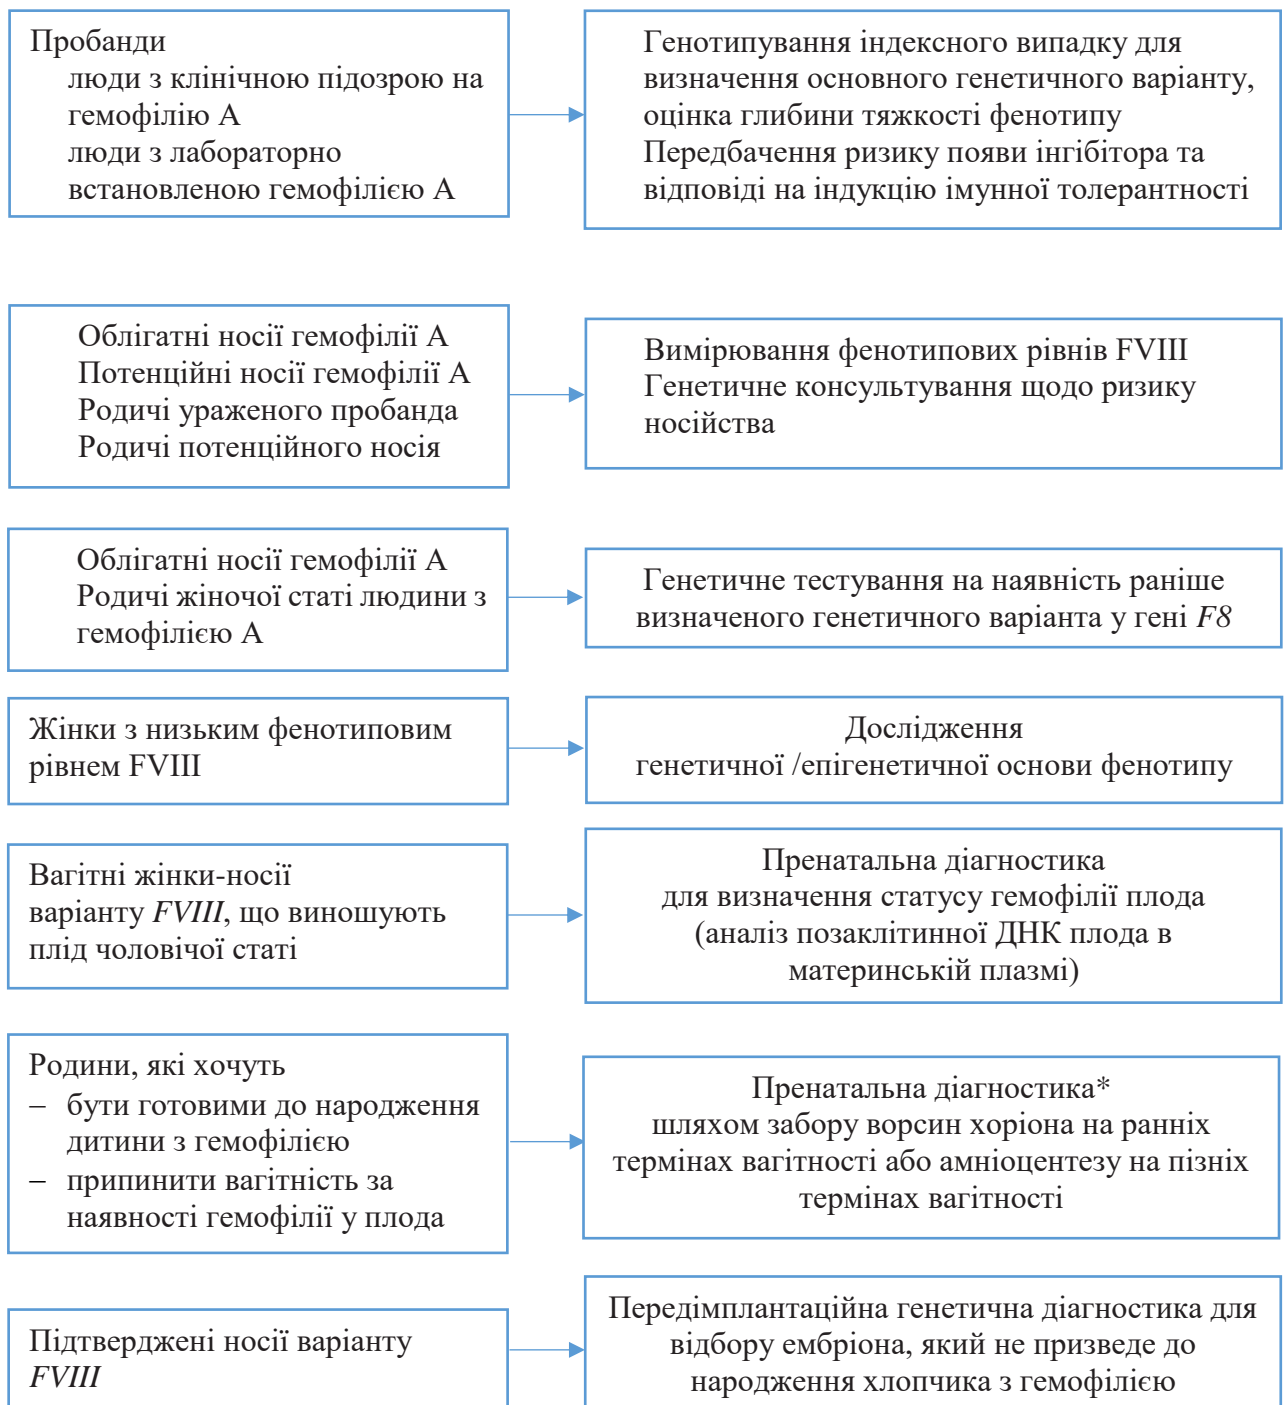 Пробанди
люди з клінічною підозрою на
гемофілію А
люди з лабораторно
встановленою гемофілією А
Генотипування індексного випадку для
визначення основного генетичного варіанту,
оцінка глибини тяжкості фенотипу
Передбачення ризику появи інгібітора та
відповіді на індукцію імунної толерантності
Облігатні носії гемофілії А
Потенційні носії гемофілії А
Родичі ураженого пробанда
Родичі потенційного носія
Вимірювання фенотипових рівнів FVIII
Генетичне консультування щодо ризику
носійства
Облігатні носії гемофілії А
Родичі жіночої статі людини з
гемофілією А
Генетичне тестування на наявність раніше
визначеного генетичного варіанта у гені F8
Жінки з низьким фенотиповим
рівнем FVIII
Дослідження
генетичної /епігенетичної основи фенотипу
Вагітні жінки-носії
варіанту FVIII, що виношують
плід чоловічої статі
Пренатальна діагностика
для визначення статусу гемофілії плода
(аналіз позаклітинної ДНК плода в
материнській плазмі)
Родини, які хочуть
– бути готовими до народження
дитини з гемофілією
– припинити вагітність за
наявності гемофілії у плода
Пренатальна діагностика*
шляхом забору ворсин хоріона на ранніх
термінах вагітності або амніоцентезу на пізніх
термінах вагітності
Підтверджені носії варіанту
FVIII
Передімплантаційна генетична діагностика для
відбору ембріона, який не призведе до
народження хлопчика з гемофілією